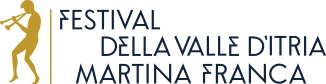 FESTIVAL
DELLA VALLE D'ITRIA
MARTINA FRANCA